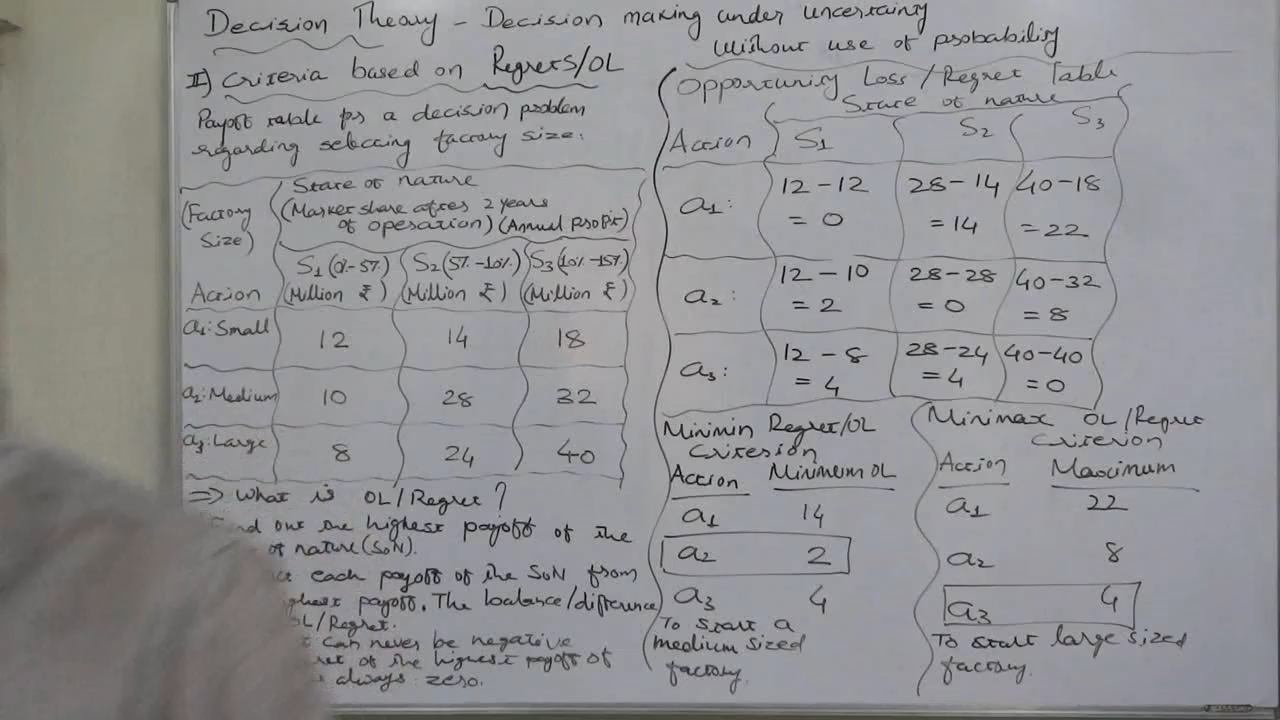 Decision Theory - Decision making under uncertainty
Without use of probability
II) Criteria based on Regrets/OL
Payoff table for a decision problem
regarding selecting factory size:
(Factory Size)
State of nature
(Market share after 2 years
of operation) (Annual Profit)
Action
S1 (0%-5%) S2 (5%-10%) S3 (10%-15%)
(Million ₹) (Million ₹) (Million ₹)
a1: Small 12 14 18
a2: Medium 10 28 32
a3: Large 8 24 40
=> What is OL/Regret?
the highest payoff of the
of nature (SoN).
each payoff of the SoN from
payoff. The balance/difference
OL/Regret.
can never be negative
of the highest payoff of
always zero.
Opportunity Loss/Regret Table
State of nature
Action S1 S2 S3
a1: 12-12 28-14 40-18
=0 =14 =22
a2: 12-10 28-28 40-32
=2 =0 =8
a3: 12-8 28-24 40-40
=4 =4 =0
Minimin Regret/OL
Criterion
Action Minimum OL
a1 14
a2 2
a3 4
To start a
medium sized
factory.
Minimax OL/Regret
Criterion
Action Maximum
a1 22
a2 8
a3 4
To start large sized
factory.